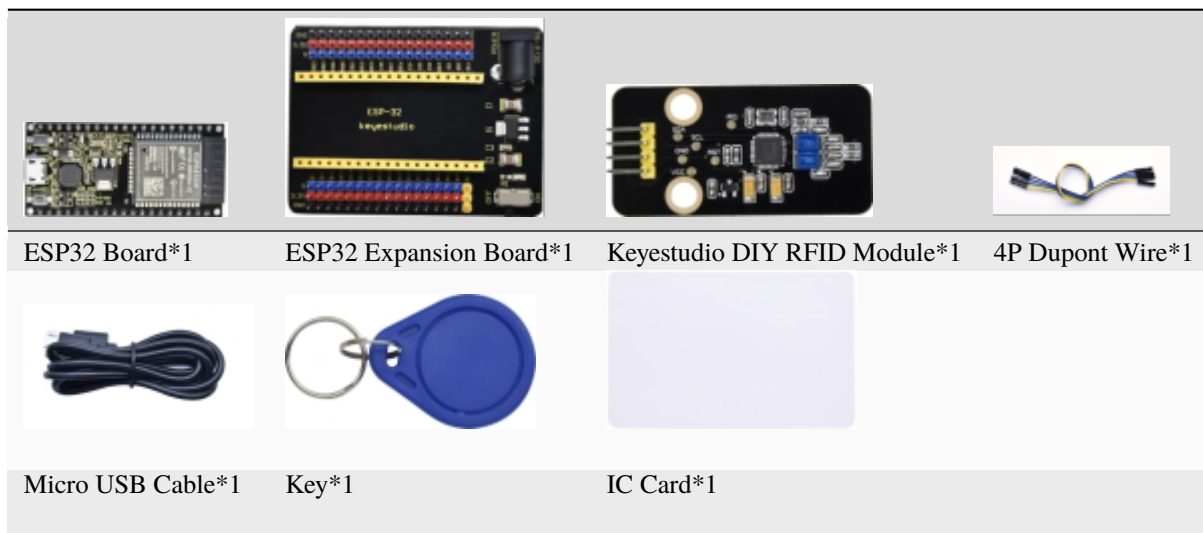 ESP-32
keyestudio
ESP32 Board*1 ESP32 Expansion Board*1 Keyestudio DIY RFID Module*1 4P Dupont Wire*1
Micro USB Cable*1 Key*1 IC Card*1